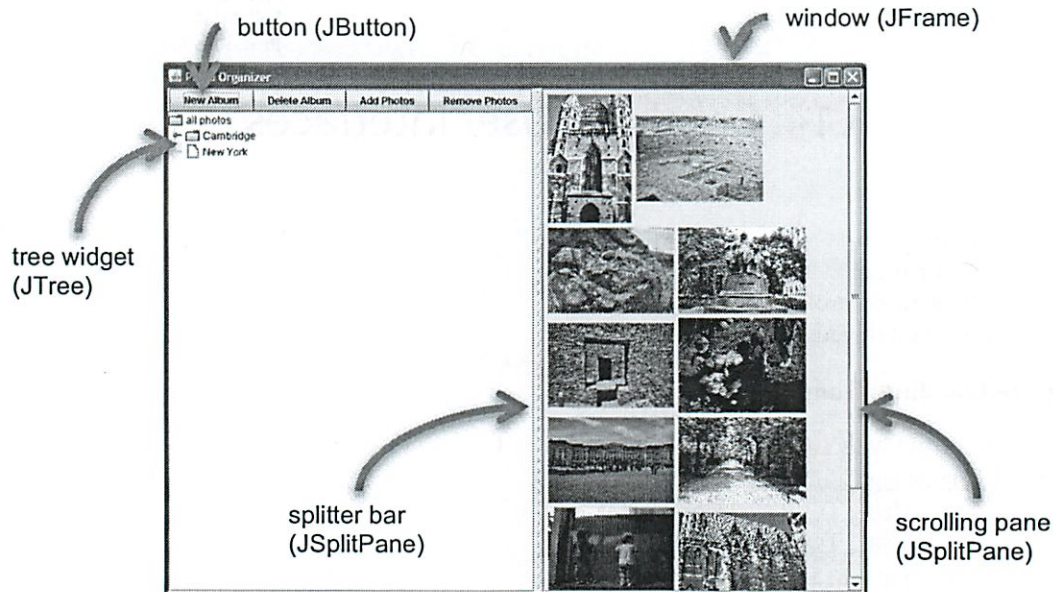 button (JButton)
window (JFrame)
Organizer
New Album
Delete Album
Add Photos
Remove Photos
all photos
Cambridge
New York
tree widget
(JTree)
splitter bar
(JSplitPane)
scrolling pane
(JSplitPane)